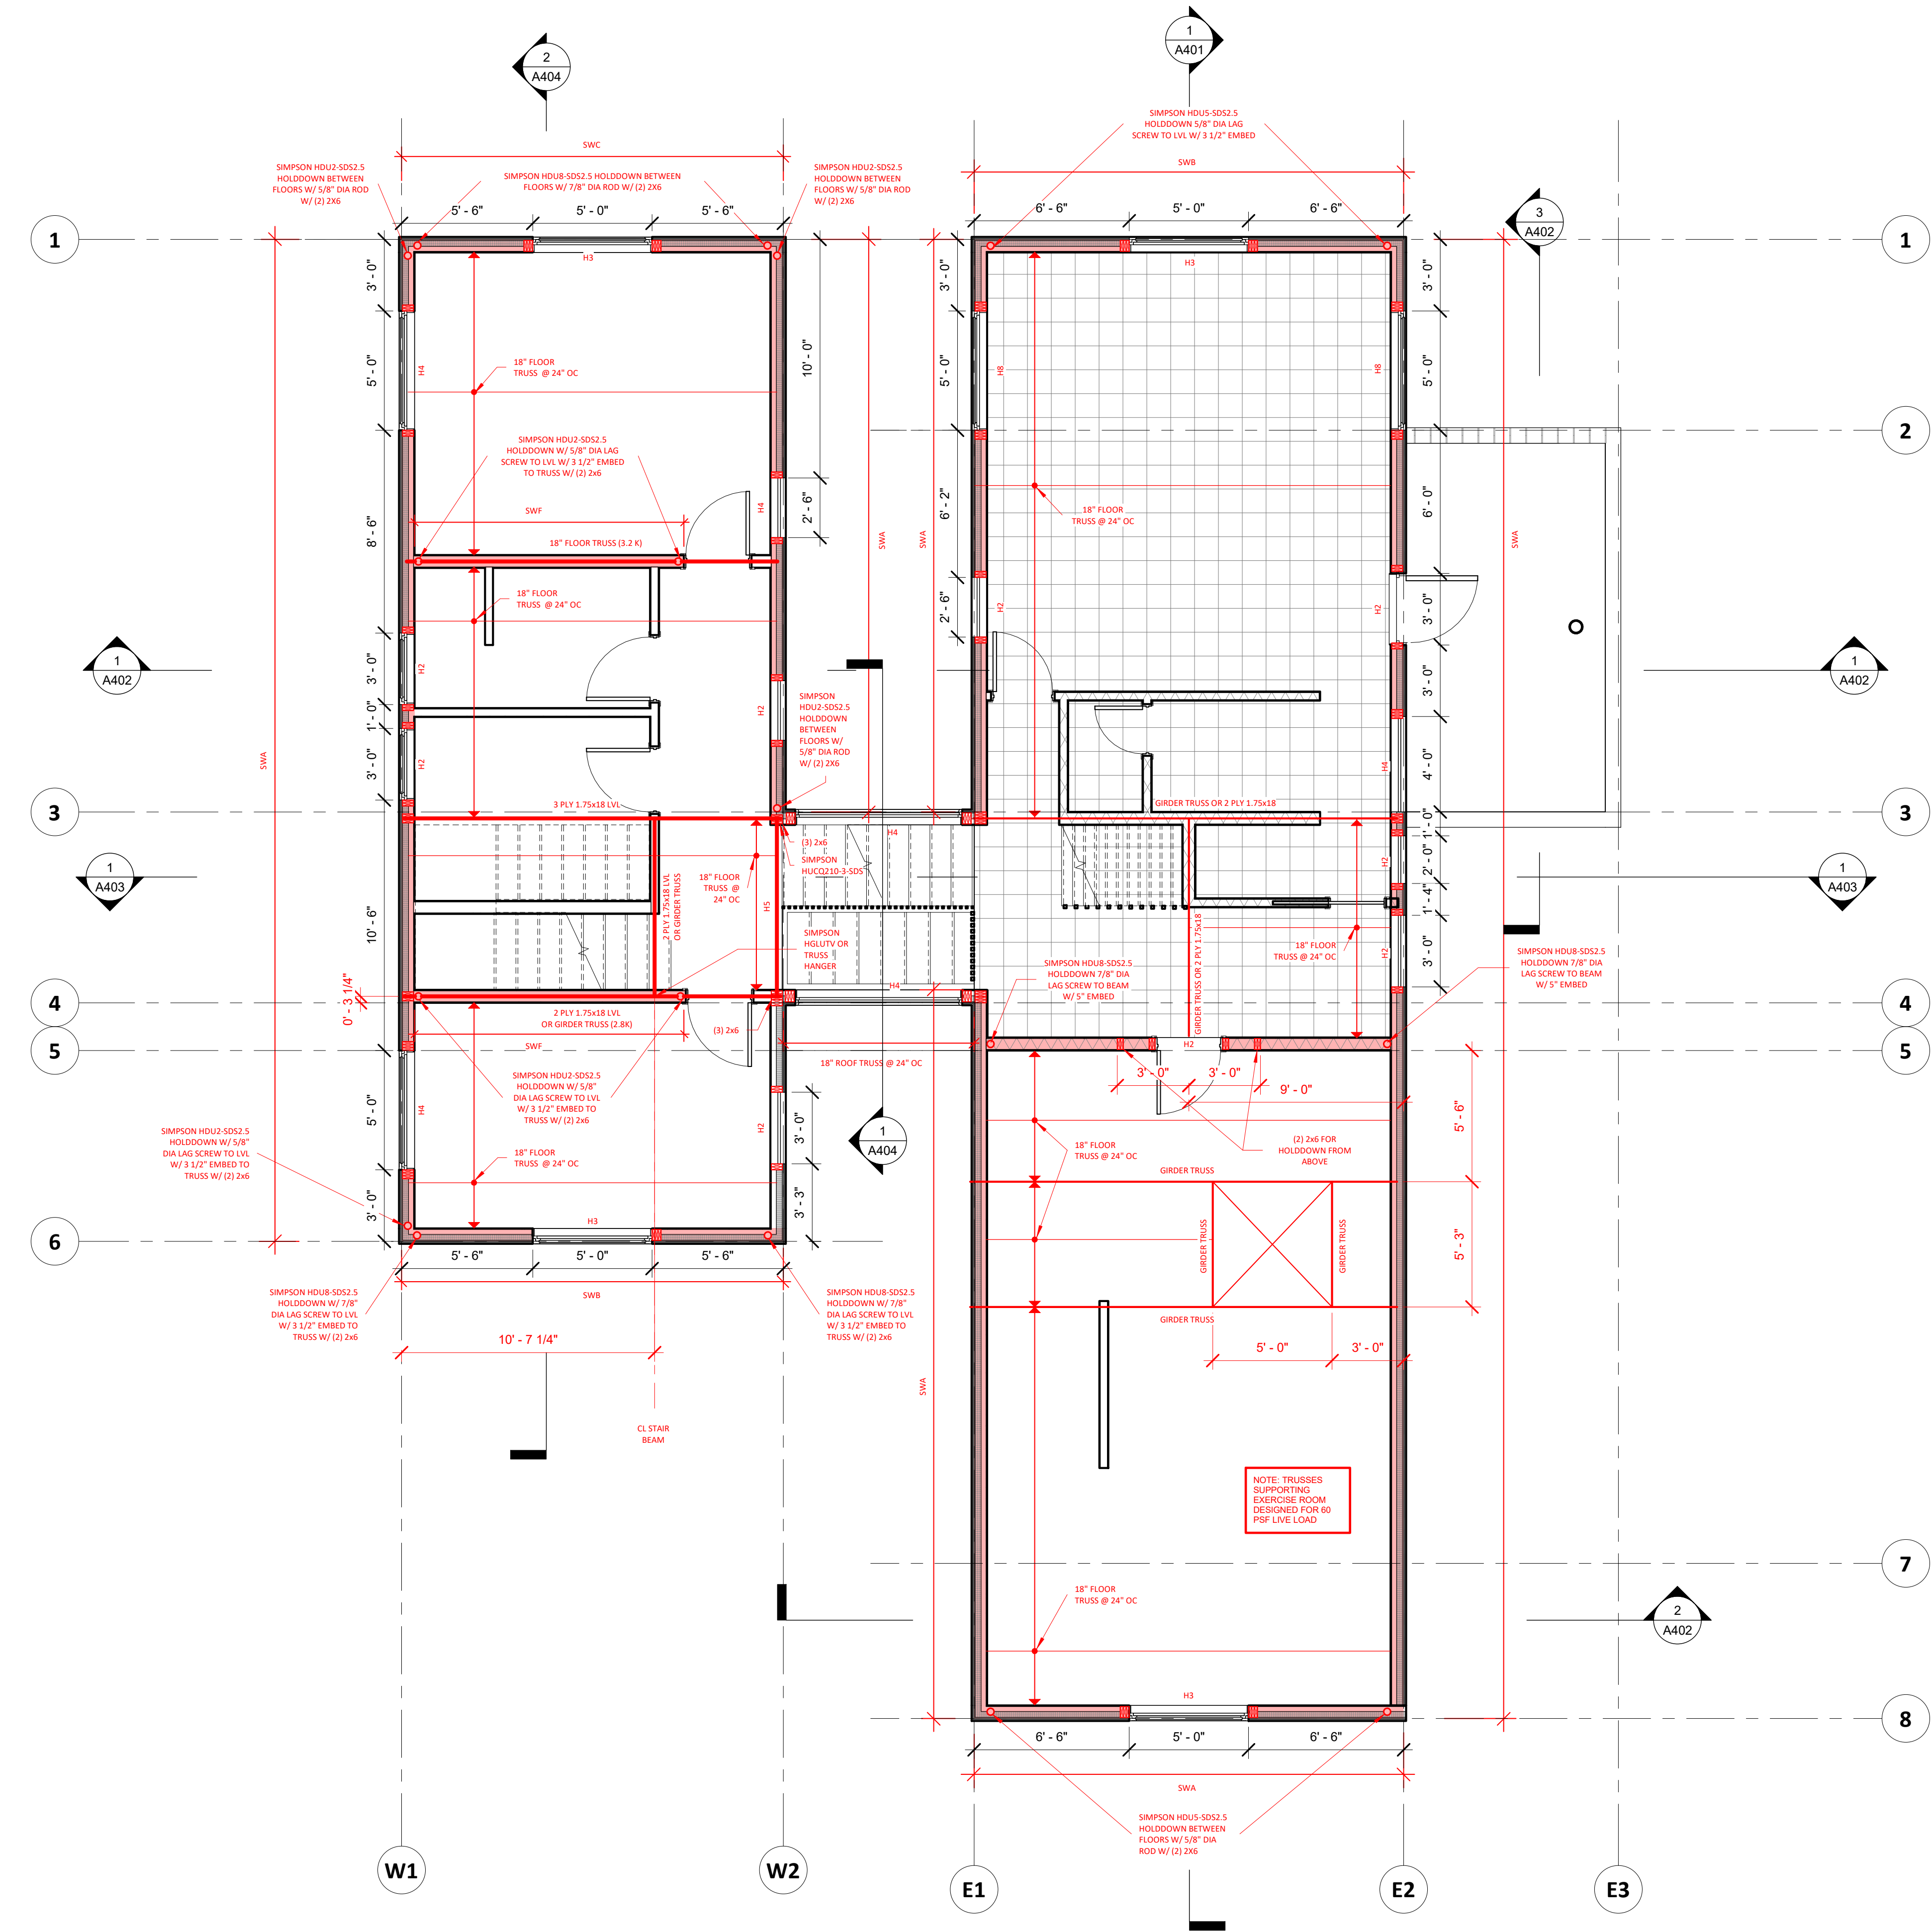 1
A401
2
A404
SIMPSON HDU5-SDS2.5
HOLDDOWN 5/8" DIA LAG
SCREW TO LVL W/ 3 1/2" EMBED
SWC
SWB
SIMPSON HDU2-SDS2.5
HOLDDOWN BETWEEN
FLOORS W/ 5/8" DIA ROD
W/ (2) 2X6
SIMPSON HDU8-SDS2.5 HOLDDOWN BETWEEN
FLOORS W/ 7/8" DIA ROD W/ (2) 2X6
SIMPSON HDU2-SDS2.5
HOLDDOWN BETWEEN
FLOORS W/ 5/8" DIA ROD
W/ (2) 2X6
5' - 6"
5' - 0"
5' - 6"
6' - 6"
5' - 0"
6' - 6"
3
A402
1
1
H3
H3
3' - 0"
3' - 0"
3' - 0"
5' - 0"
H4
18" FLOOR
TRUSS @ 24" OC
10' - 0"
5' - 0"
H8
H8
5' - 0"
2
SIMPSON HDU2-SDS2.5
HOLDDOWN W/ 5/8" DIA LAG
SCREW TO LVL W/ 3 1/2" EMBED
TO TRUSS W/ (2) 2x6
8' - 6"
SWF
H4
2' - 6"
18" FLOOR TRUSS (3.2 K)
SWA
SWA
6' - 2"
18" FLOOR
TRUSS @ 24" OC
6' - 0"
SWA
18" FLOOR
TRUSS @ 24" OC
2' - 6"
H2
H2
3' - 0"
1
A402
3' - 0"
H2
3' - 0"
1
A402
1' - 0"
H2
SIMPSON
HDU2-SDS2.5
HOLDDOWN
BETWEEN
FLOORS W/
5/8" DIA ROD
W/ (2) 2X6
SWA
3' - 0"
H2
H4
4' - 0"
3
3 PLY 1.75x18 LVL
GIRDER TRUSS OR 2 PLY 1.75x18
3
1' - 0"
H4
(3) 2x6
SIMPSON
HUCQ210-3-SDS
1
A403
18" FLOOR
TRUSS @
24" OC
2 PLY 1.75x18 LVL
OR GIRDER TRUSS
H5
10' - 6"
H2
2' - 0"
1' - 4"
1
A403
SIMPSON
HGLUTV OR
TRUSS
HANGER
GIRDER TRUSS OR 2 PLY 1.75x18
18" FLOOR
TRUSS @ 24" OC
H2
3' - 0"
SIMPSON HDU8-SDS2.5
HOLDDOWN 7/8" DIA
LAG SCREW TO BEAM
W/ 5" EMBED
SIMPSON HDU8-SDS2.5
HOLDDOWN 7/8" DIA
LAG SCREW TO BEAM
W/ 5" EMBED
H4
0' - 3 1/4"
4
4
2 PLY 1.75x18 LVL
OR GIRDER TRUSS (2.8K)
(3) 2x6
SWF
5
5
H2
18" ROOF TRUSS @ 24" OC
3' - 0"
3' - 0"
9' - 0"
SIMPSON HDU2-SDS2.5
HOLDDOWN W/ 5/8"
DIA LAG SCREW TO LVL
W/ 3 1/2" EMBED TO
TRUSS W/ (2) 2x6
5' - 0"
H4
H2
3' - 0"
1
A404
5' - 6"
SIMPSON HDU2-SDS2.5
HOLDDOWN W/ 5/8"
DIA LAG SCREW TO LVL
W/ 3 1/2" EMBED TO
TRUSS W/ (2) 2x6
18" FLOOR
TRUSS @ 24" OC
18" FLOOR
TRUSS @ 24" OC
(2) 2x6 FOR
HOLDDOWN FROM
ABOVE
GIRDER TRUSS
3' - 0"
3' - 3"
6
H3
GIRDER TRUSS
GIRDER TRUSS
5' - 3"
5' - 6"
5' - 0"
5' - 6"
SWB
SIMPSON HDU8-SDS2.5
HOLDDOWN W/ 7/8"
DIA LAG SCREW TO LVL
W/ 3 1/2" EMBED TO
TRUSS W/ (2) 2x6
SIMPSON HDU8-SDS2.5
HOLDDOWN W/ 7/8"
DIA LAG SCREW TO LVL
W/ 3 1/2" EMBED TO
TRUSS W/ (2) 2x6
GIRDER TRUSS
10' - 7 1/4"
5' - 0"
3' - 0"
SWA
CL STAIR
BEAM
NOTE: TRUSSES
SUPPORTING
EXERCISE ROOM
DESIGNED FOR 60
PSF LIVE LOAD
7
18" FLOOR
TRUSS @ 24" OC
2
A402
H3
8
6' - 6"
5' - 0"
6' - 6"
SWA
SIMPSON HDU5-SDS2.5
HOLDDOWN BETWEEN
FLOORS W/ 5/8" DIA
ROD W/ (2) 2X6
W1
W2
E1
E2
E3